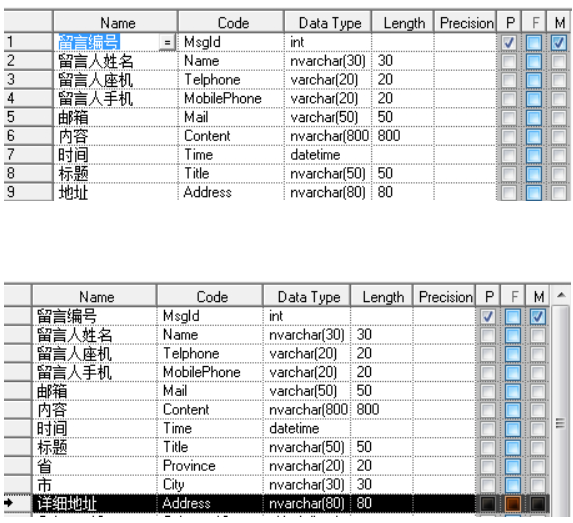 Name Code Data Type Length Precision P F M
1 留言编号 = MsgId int
2 留言人姓名 Name nvarchar(30) 30
3 留言人座机 Telphone varchar(20) 20
4 留言人手机 MobilePhone varchar(20) 20
5 邮箱 Mail varchar(50) 50
6 内容 Content nvarchar(800 800
7 时间 Time datetime
8 标题 Title nvarchar(50) 50
9 地址 Address nvarchar(80) 80
Name Code Data Type Length Precision P F M
留言编号 MsgId int
留言人姓名 Name nvarchar(30) 30
留言人座机 Telphone varchar(20) 20
留言人手机 MobilePhone varchar(20) 20
邮箱 Mail varchar(50) 50
内容 Content nvarchar(800 800
时间 Time datetime
标题 Title nvarchar(50) 50
省 Province nvarchar(20) 20
市 City nvarchar(30) 30
详细地址 Address nvarchar(80) 80